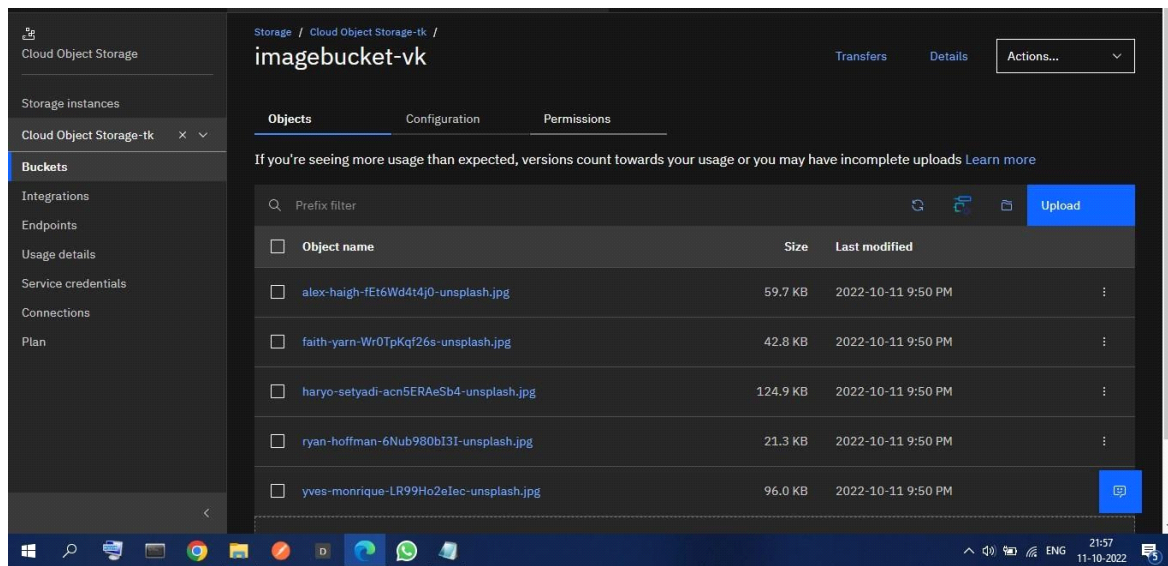 Cloud Object Storage
Storage instances
Cloud Object Storage-tk
Buckets
Integrations
Endpoints
Usage details
Service credentials
Connections
Plan
Storage / Cloud Object Storage-tk /
imagebucket-vk
Transfers Details Actions...
Objects Configuration Permissions
If you're seeing more usage than expected, versions count towards your usage or you may have incomplete uploads Learn more
Prefix filter Upload
Object name Size Last modified
alex-haigh-fEt6Wd4t4j0-unsplash.jpg 59.7 KB 2022-10-11 9:50 PM
faith-yarn-Wr0TpKqf26s-unsplash.jpg 42.8 KB 2022-10-11 9:50 PM
haryo-setyadi-acn5ERAeSb4-unsplash.jpg 124.9 KB 2022-10-11 9:50 PM
ryan-hoffman-6Nub980bI3I-unsplash.jpg 21.3 KB 2022-10-11 9:50 PM
yves-monrique-LR99Ho2eIec-unsplash.jpg 96.0 KB 2022-10-11 9:50 PM
D
ENG
21:57
11-10-2022
5